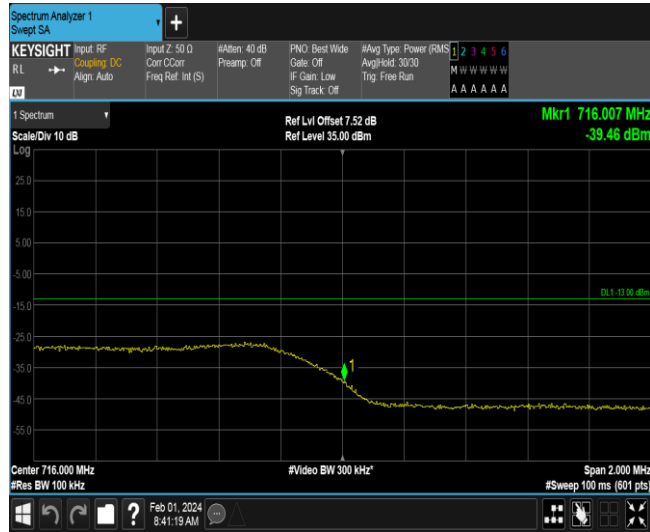 Spectrum Analyzer 1
Swept SA
+
KEYSIGHT
RL
LXI
Input: RF
Coupling: DC
Align: Auto
Input Z: 50 Ω
Corr CCorr
Freq Ref: Int (S)
#Atten: 40 dB
Preamp: Off
PNO: Best Wide
Gate: Off
IF Gain: Low
Sig Track: Off
#Avg Type: Power (RMS
Avg|Hold: 30/30
Trig: Free Run
1 2 3 4 5 6
M W W W W W
A A A A A A
1 Spectrum
Scale/Div 10 dB
Log
Ref Lvl Offset 7.52 dB
Ref Level 35.00 dBm
Mkr1 716.007 MHz
-39.46 dBm
25.0
15.0
5.00
-5.00
DL1 -13.00 dBm
-15.0
-25.0
1
-35.0
-45.0
-55.0
Center 716.000 MHz
#Res BW 100 kHz
#Video BW 300 kHz*
Span 2.000 MHz
#Sweep 100 ms (601 pts)
?
Feb 01, 2024
8:41:19 AM